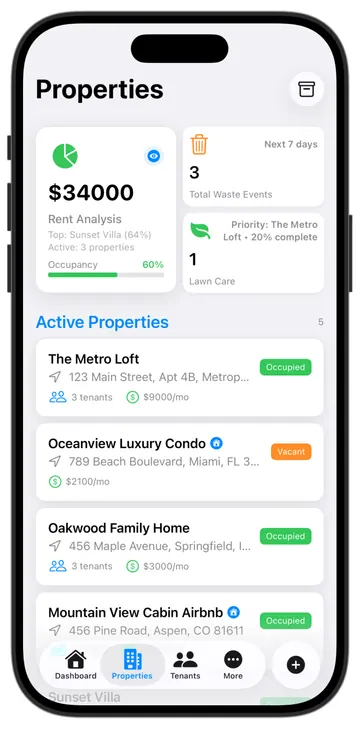 Properties
$34000
Rent Analysis
Top: Sunset Villa (64%)
Active: 3 properties
Occupancy 60%
Next 7 days
3
Total Waste Events
Priority: The Metro
Loft • 20% complete
1
Lawn Care
Active Properties 5
The Metro Loft
123 Main Street, Apt 4B, Metrop...
Occupied
3 tenants $9000/mo
Oceanview Luxury Condo
789 Beach Boulevard, Miami, FL 3...
Vacant
$2100/mo
Oakwood Family Home
456 Maple Avenue, Springfield, I...
Occupied
3 tenants $3000/mo
Mountain View Cabin Airbnb
456 Pine Road, Aspen, CO 81611
Occupied
Dashboard Properties Tenants More
Sunset Villa